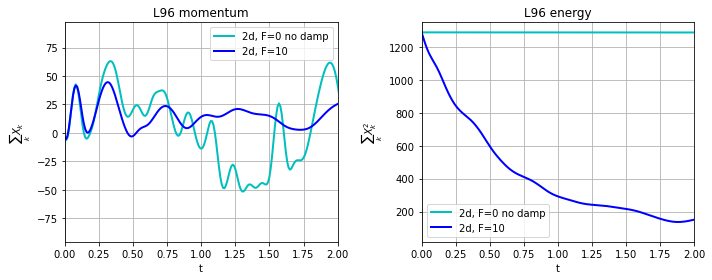 L96 momentum
75
50
25
0
−25
−50
−75
∑ X_k
k
0.00 0.25 0.50 0.75 1.00 1.25 1.50 1.75 2.00
t
2d, F=0 no damp
2d, F=10
L96 energy
1200
1000
800
600
400
200
∑ X_k^2
k
0.00 0.25 0.50 0.75 1.00 1.25 1.50 1.75 2.00
t
2d, F=0 no damp
2d, F=10